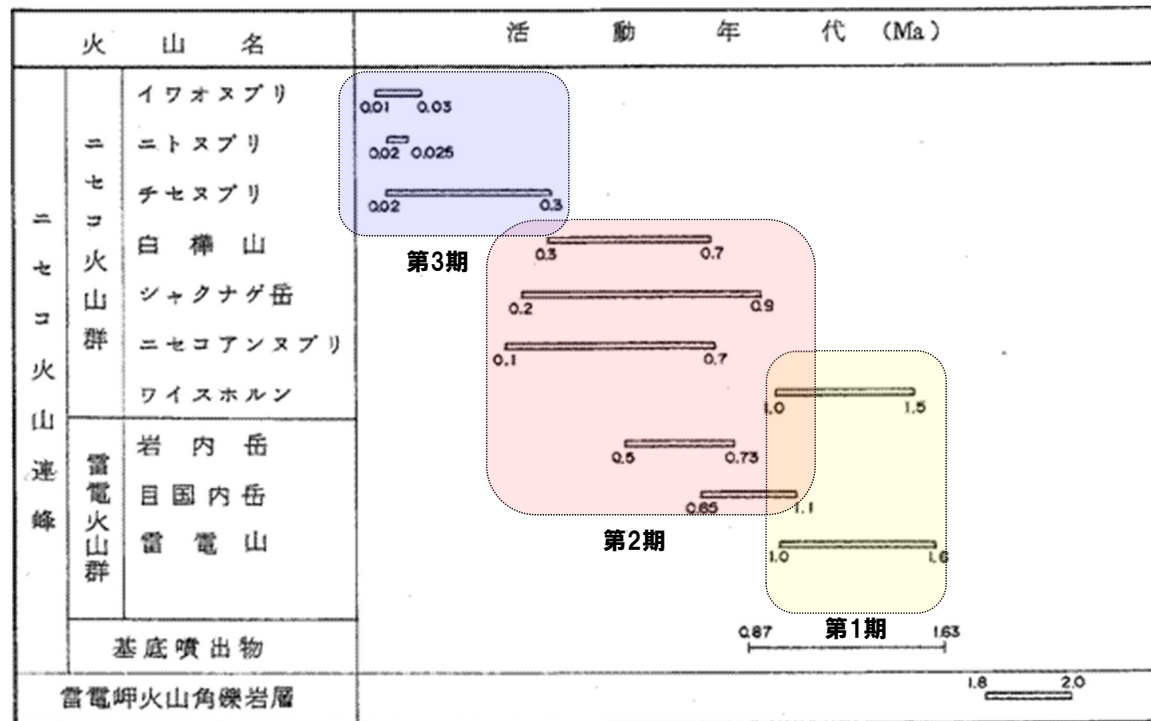 火山名 活動年代 (Ma)
ニセコ火山連峰
ニセコ火山群
イワオヌプリ
0.01 0.03
ニトヌプリ
0.02 0.025
チセヌプリ
0.02 0.3
第3期
白樺山
0.3 0.7
シャクナゲ岳
0.2 0.9
ニセコアンヌプリ
0.1 0.7
ワイスホルン
1.0 1.5
雷電火山群
岩内岳
0.5 0.73
目国内岳
0.85 1.1
第2期
雷電山
1.0 1.6
第1期
基底噴出物
0.87 1.63
雷電岬火山角礫岩層
1.8 2.0